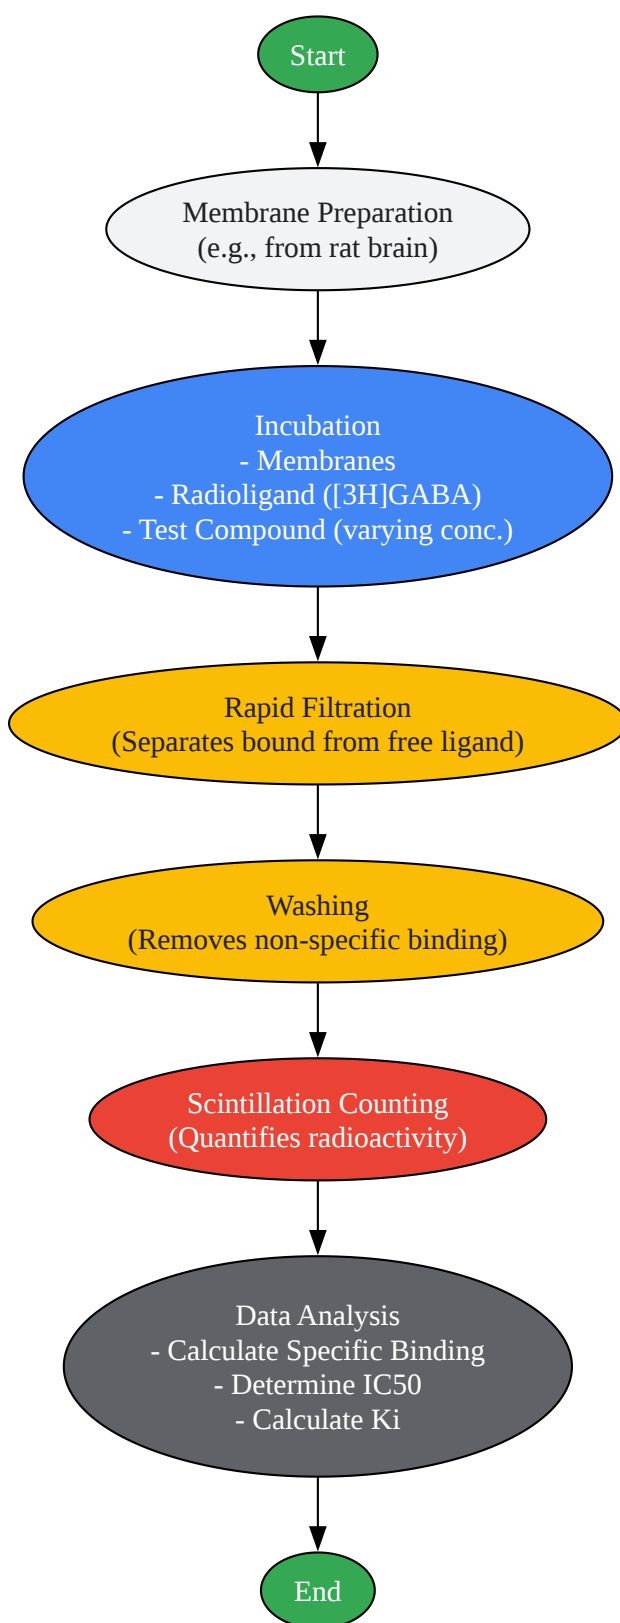 Start
Membrane Preparation
(e.g., from rat brain)
Incubation
- Membranes
- Radioligand ([3H]GABA)
- Test Compound (varying conc.)
Rapid Filtration
(Separates bound from free ligand)
Washing
(Removes non-specific binding)
Scintillation Counting
(Quantifies radioactivity)
Data Analysis
- Calculate Specific Binding
- Determine IC50
- Calculate Ki
End